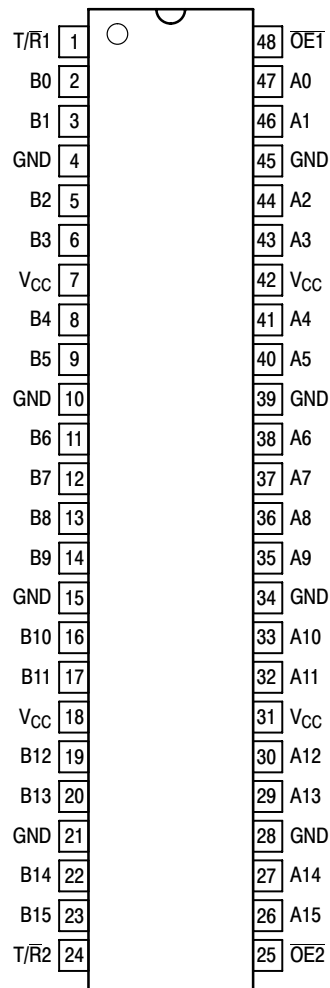 T/R̅1 1 48 O̅E̅1̅
B0 2 47 A0
B1 3 46 A1
GND 4 45 GND
B2 5 44 A2
B3 6 43 A3
VCC 7 42 VCC
B4 8 41 A4
B5 9 40 A5
GND 10 39 GND
B6 11 38 A6
B7 12 37 A7
B8 13 36 A8
B9 14 35 A9
GND 15 34 GND
B10 16 33 A10
B11 17 32 A11
VCC 18 31 VCC
B12 19 30 A12
B13 20 29 A13
GND 21 28 GND
B14 22 27 A14
B15 23 26 A15
T/R̅2 24 25 O̅E̅2̅